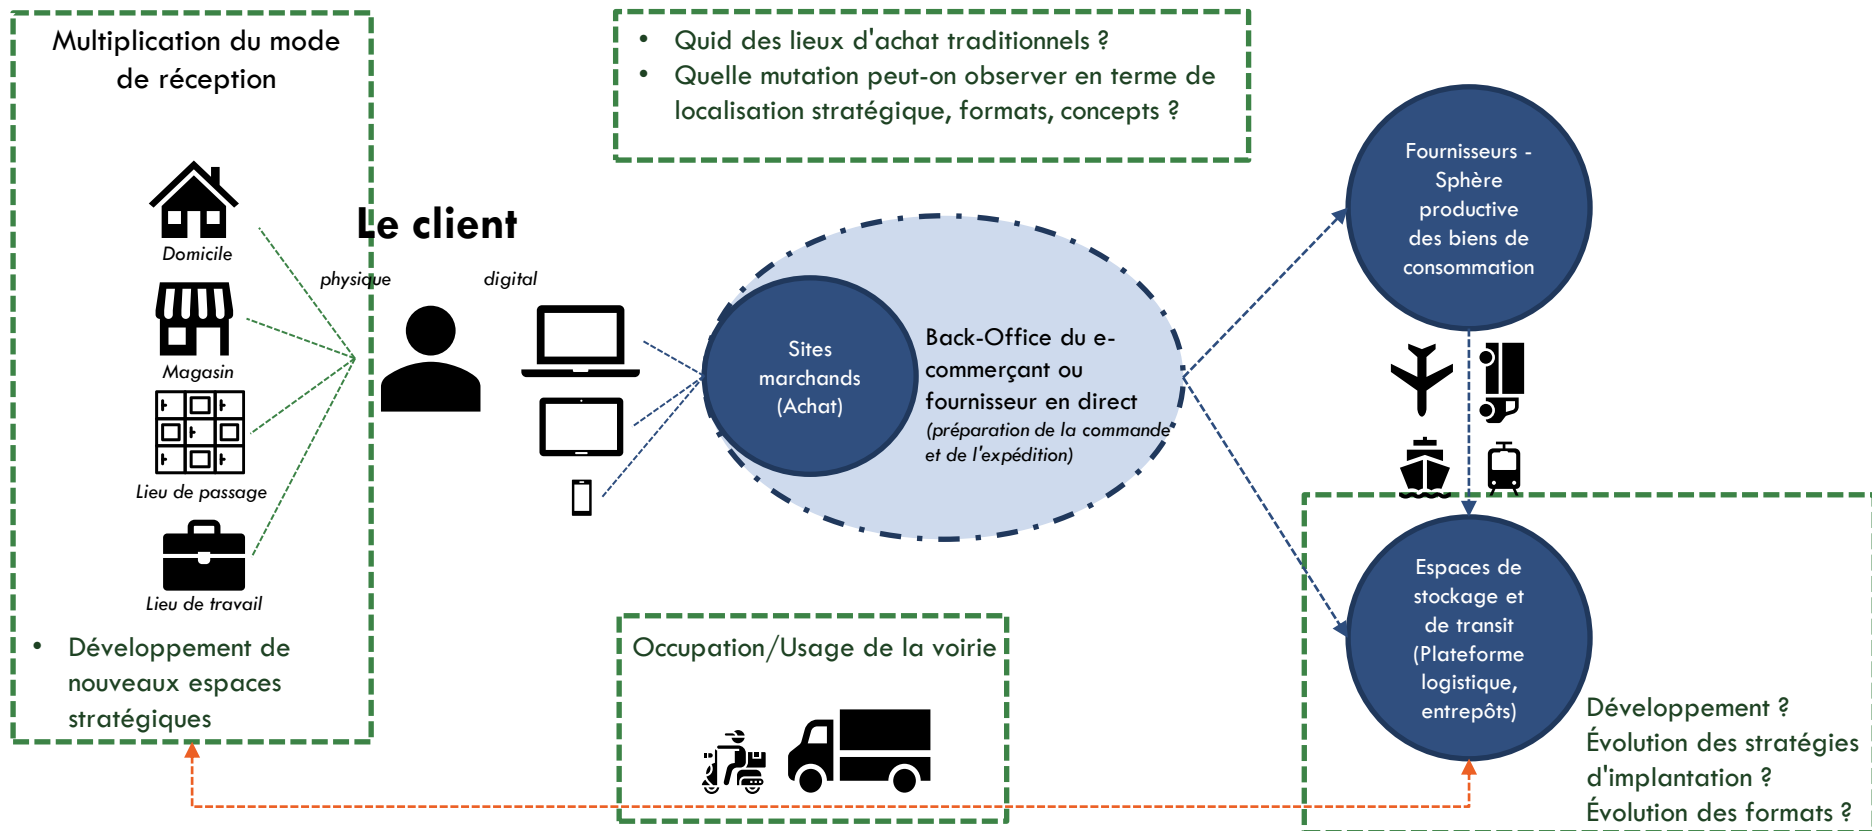 Multiplication du mode
de réception
Domicile
Magasin
Lieu de passage
Lieu de travail
• Développement de
nouveaux espaces
stratégiques
Le client
physique
digital
• Quid des lieux d'achat traditionnels ?
• Quelle mutation peut-on observer en terme de
localisation stratégique, formats, concepts ?
Sites
marchands
(Achat)
Back-Office du e-
commerçant ou
fournisseur en direct
(préparation de la commande
et de l'expédition)
Occupation/Usage de la voirie
Fournisseurs -
Sphère
productive
des biens de
consommation
Espaces de
stockage et
de transit
(Plateforme
logistique,
entrepôts)
Développement ?
Évolution des stratégies
d'implantation ?
Évolution des formats ?